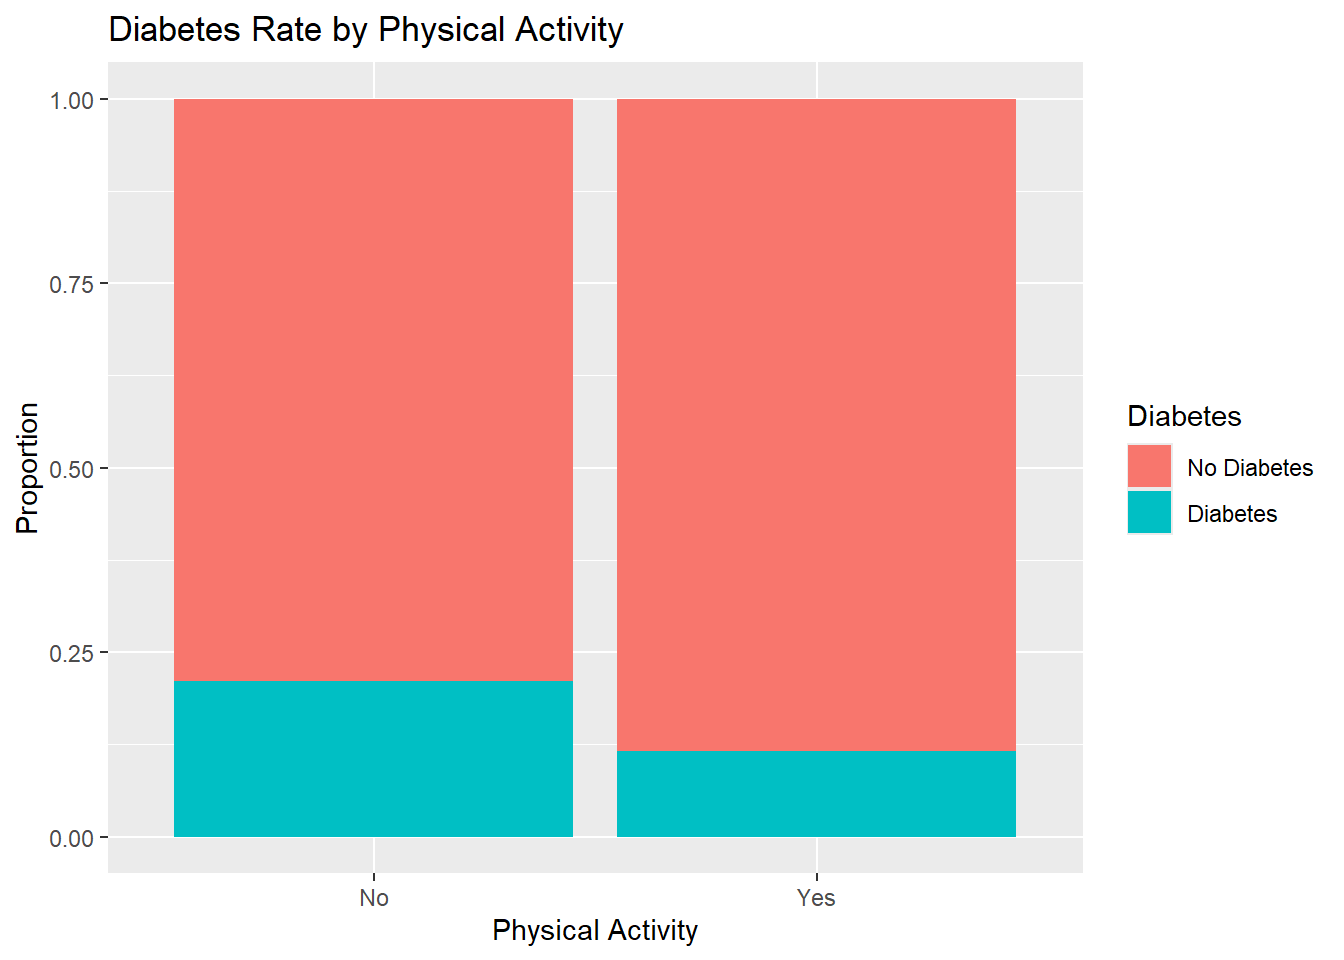 Diabetes Rate by Physical Activity
1.00
0.75
0.50
0.25
0.00
Proportion
No
Yes
Physical Activity
Diabetes
No Diabetes
Diabetes